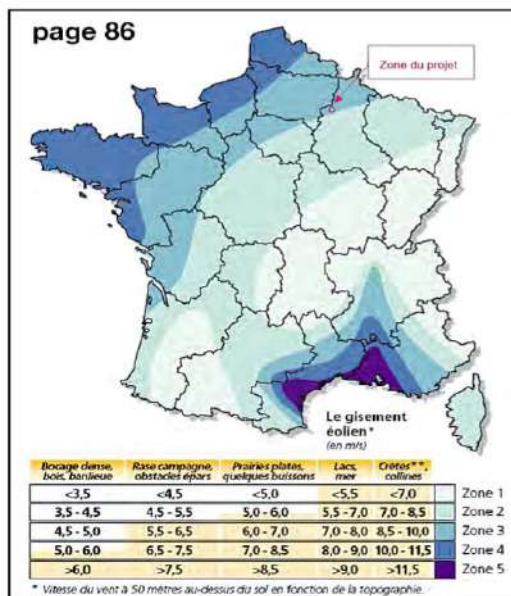 page 86
Zone du projet
Le gisement
éolien*
(en m/s)
Bocage dense, bois, banlieue	Rase campagne, obstacles épars	Prairies plates, quelques buissons	Lacs, mer	Crêtes**, collines
<3,5	<4,5	<5,0	<5,5	<7,0	Zone 1
3,5 - 4,5	4,5 - 5,5	5,0 - 6,0	5,5 - 7,0	7,0 - 8,5	Zone 2
4,5 - 5,0	5,5 - 6,5	6,0 - 7,0	7,0 - 8,0	8,5 - 10,0	Zone 3
5,0 - 6,0	6,5 - 7,5	7,0 - 8,5	8,0 - 9,0	10,0 - 11,5	Zone 4
>6,0	>7,5	>8,5	>9,0	>11,5	Zone 5
* Vitesse du vent à 50 mètres au-dessus du sol en fonction de la topographie.